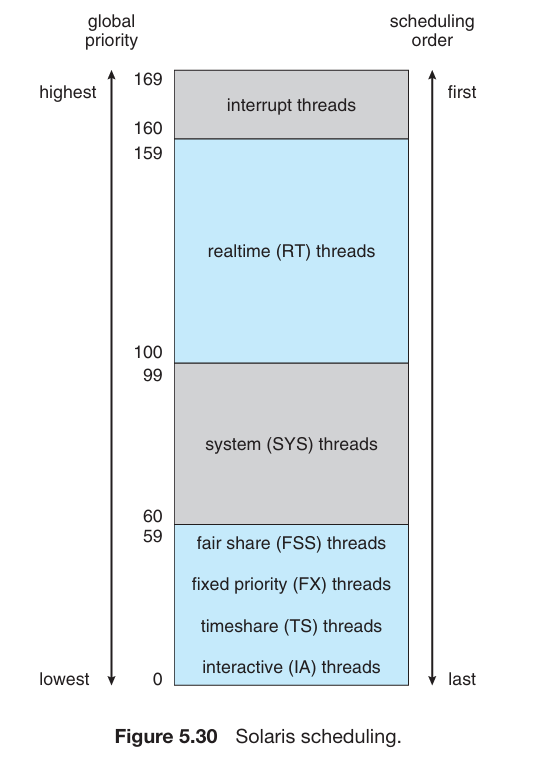 global
priority
scheduling
order
highest
169
first
interrupt threads
160
159
realtime (RT) threads
100
99
system (SYS) threads
60
59
fair share (FSS) threads
fixed priority (FX) threads
timeshare (TS) threads
interactive (IA) threads
lowest
0
last
Figure 5.30 Solaris scheduling.